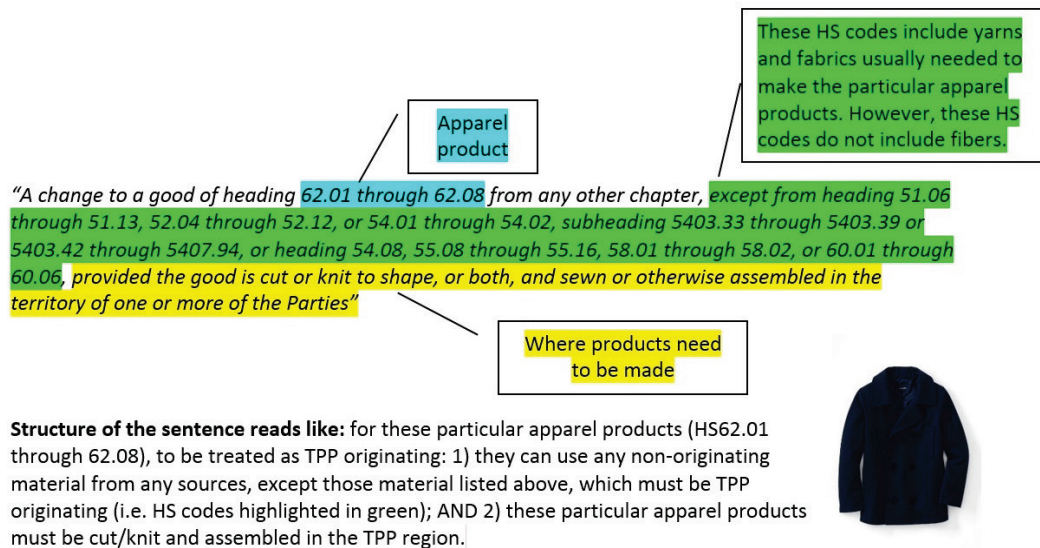 These HS codes include yarns
and fabrics usually needed to
make the particular apparel
products. However, these HS
codes do not include fibers.
Apparel
product
“A change to a good of heading 62.01 through 62.08 from any other chapter, except from heading 51.06
through 51.13, 52.04 through 52.12, or 54.01 through 54.02, subheading 5403.33 through 5403.39 or
5403.42 through 5407.94, or heading 54.08, 55.08 through 55.16, 58.01 through 58.02, or 60.01 through
60.06, provided the good is cut or knit to shape, or both, and sewn or otherwise assembled in the
territory of one or more of the Parties”
Where products need
to be made
Structure of the sentence reads like: for these particular apparel products (HS62.01
through 62.08), to be treated as TPP originating: 1) they can use any non-originating
material from any sources, except those material listed above, which must be TPP
originating (i.e. HS codes highlighted in green); AND 2) these particular apparel products
must be cut/knit and assembled in the TPP region.